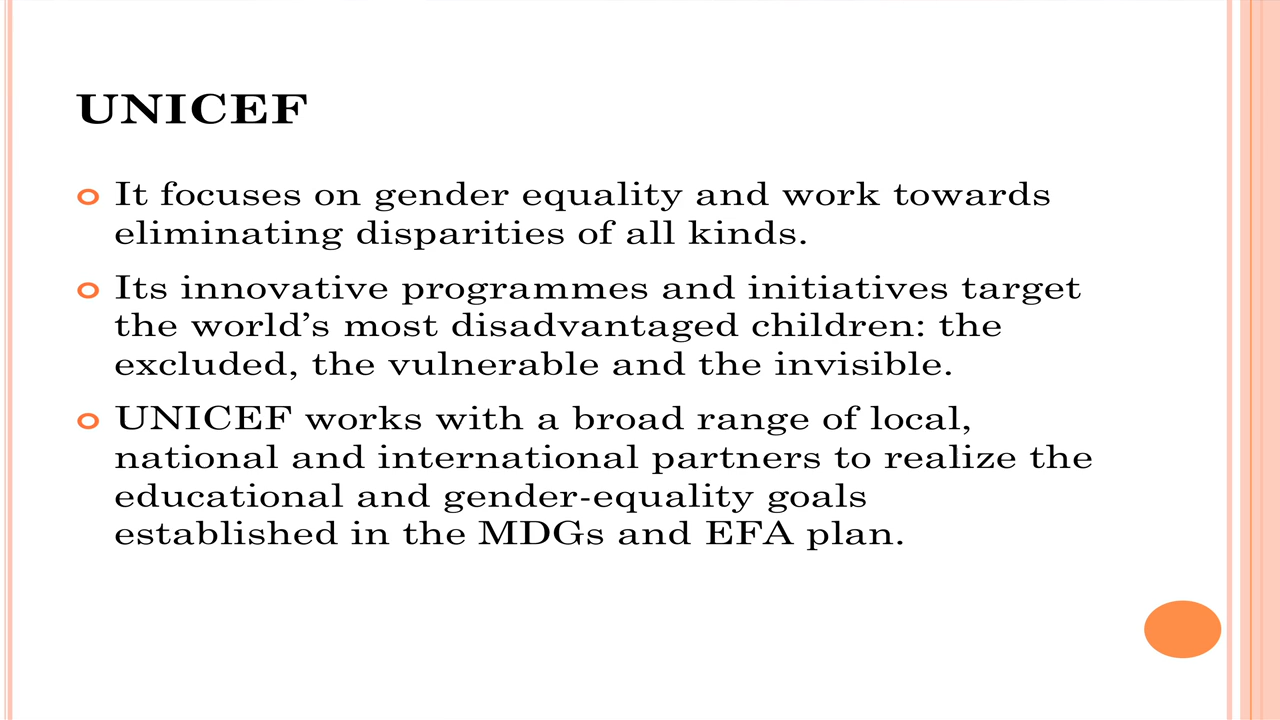 UNICEF
It focuses on gender equality and work towards
eliminating disparities of all kinds.
Its innovative programmes and initiatives target
the world’s most disadvantaged children: the
excluded, the vulnerable and the invisible.
UNICEF works with a broad range of local,
national and international partners to realize the
educational and gender-equality goals
established in the MDGs and EFA plan.